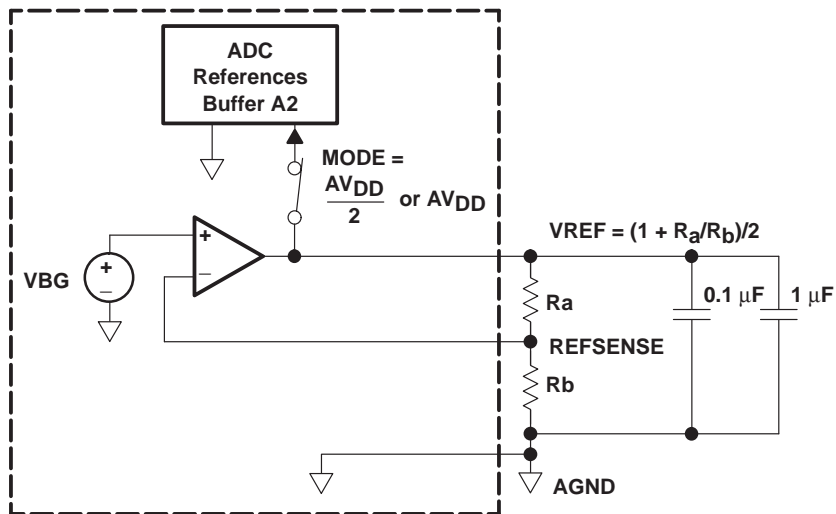 ADC
References
Buffer A2
MODE =
AVDD
2
or AVDD
VREF = (1 + Ra/Rb)/2
+
−
VBG
+
−
Ra
0.1 μF
1 μF
REFSENSE
Rb
AGND